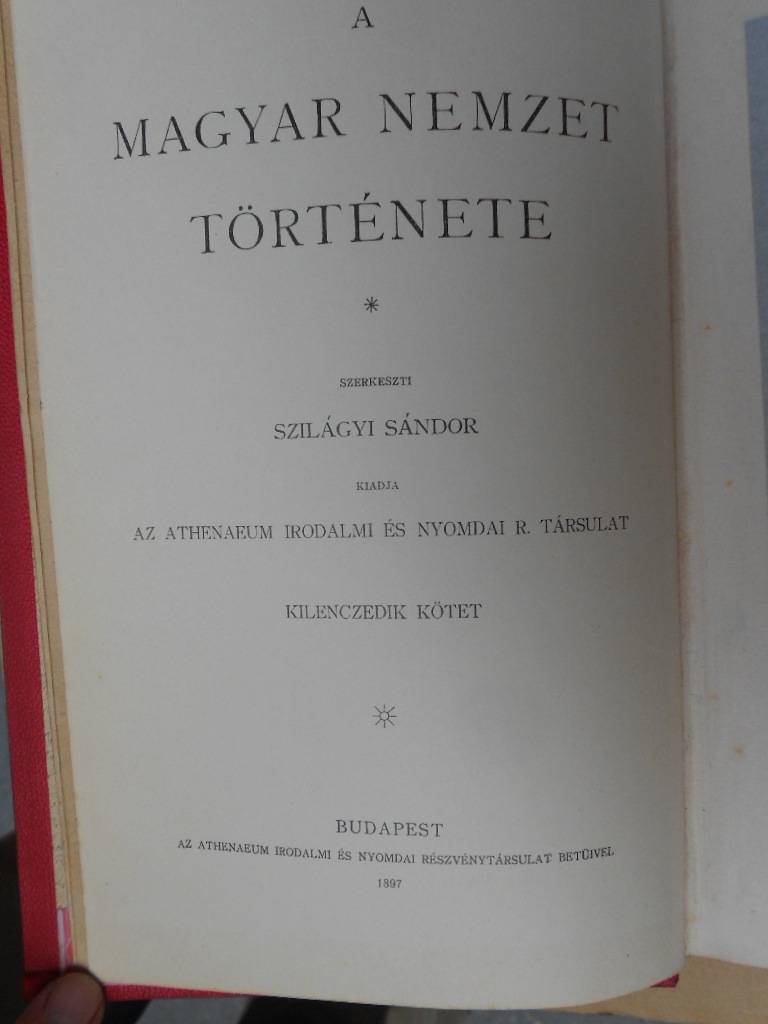 A
MAGYAR NEMZET
TÖRTÉNETE
*
SZERKESZTI
SZILÁGYI SÁNDOR
KIADJA
AZ ATHENAEUM IRODALMI ÉS NYOMDAI R. TÁRSULAT
KILENCZEDIK KÖTET
BUDAPEST
AZ ATHENAEUM IRODALMI ÉS NYOMDAI RÉSZVÉNYTÁRSULAT BETŰIVEL
1897